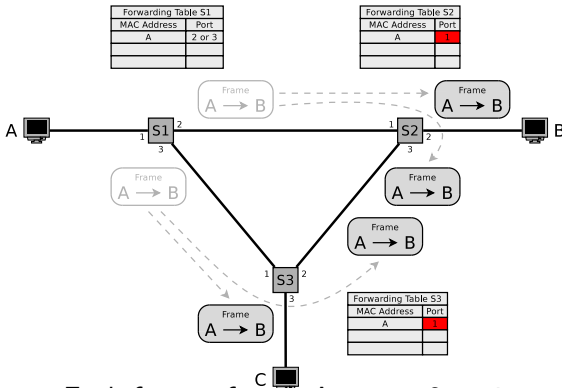 Forwarding Table S1
MAC Address Port
A 2 or 3
Forwarding Table S2
MAC Address Port
A 1
Frame
A → B
Frame
A → B
A
1
S1
2
3
1
S2
2
3
B
Frame
A → B
Frame
A → B
Frame
A → B
1
S3
2
3
Frame
A → B
Forwarding Table S3
MAC Address Port
A 1
C